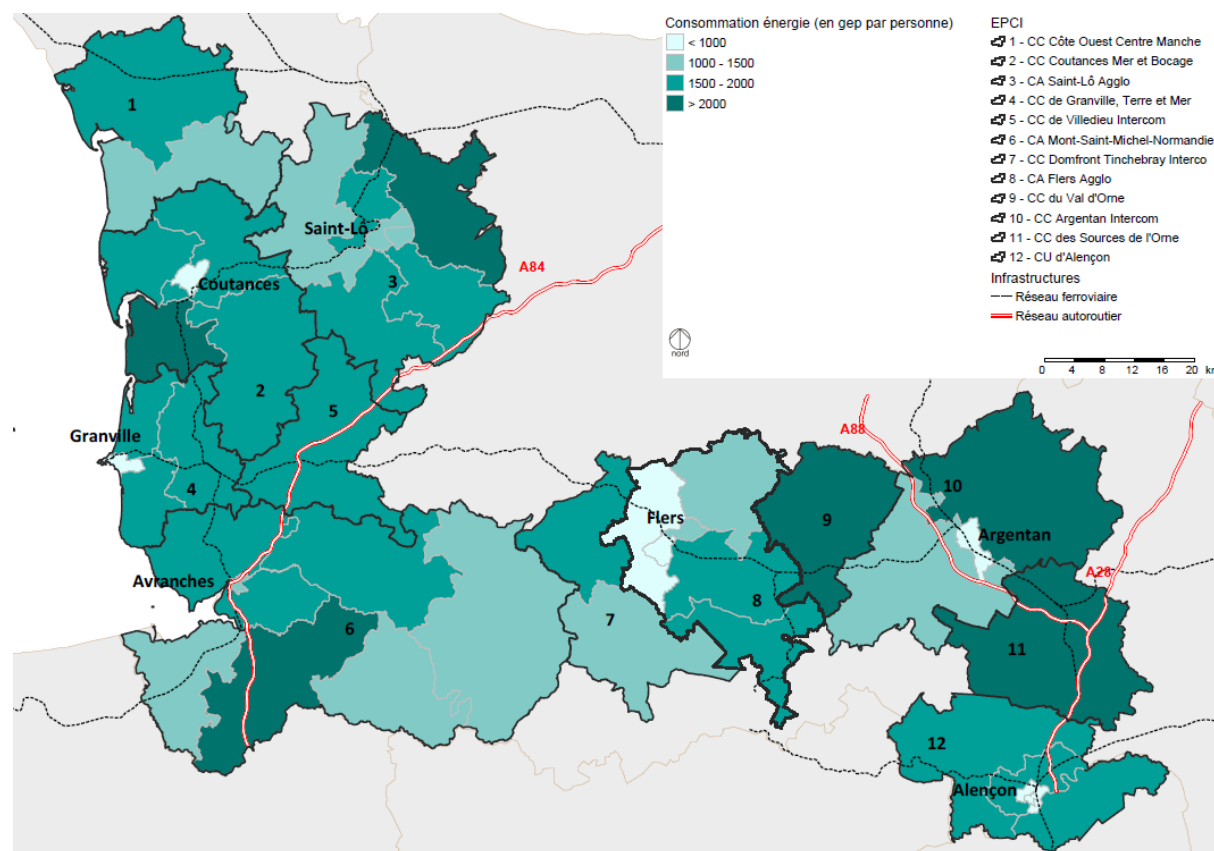 Consommation énergie (en gep par personne)
< 1000
1000 - 1500
1500 - 2000
> 2000
EPCI
1 - CC Côte Ouest Centre Manche
2 - CC Coutances Mer et Bocage
3 - CA Saint-Lô Agglo
4 - CC de Granville, Terre et Mer
5 - CC de Villedieu Intercom
6 - CA Mont-Saint-Michel-Normandie
7 - CC Domfront Tinchebray Interco
8 - CA Flers Agglo
9 - CC du Val d'Orne
10 - CC Argentan Intercom
11 - CC des Sources de l'Orne
12 - CU d'Alençon
Infrastructures
Réseau ferroviaire
Réseau autoroutier
nord
0 4 8 12 16 20 km
1
Saint-Lô
A84
Coutances
3
2
5
Granville
4
A88
10
Flers
9
Argentan
Avranches
A28
6
7
8
11
12
Alençon